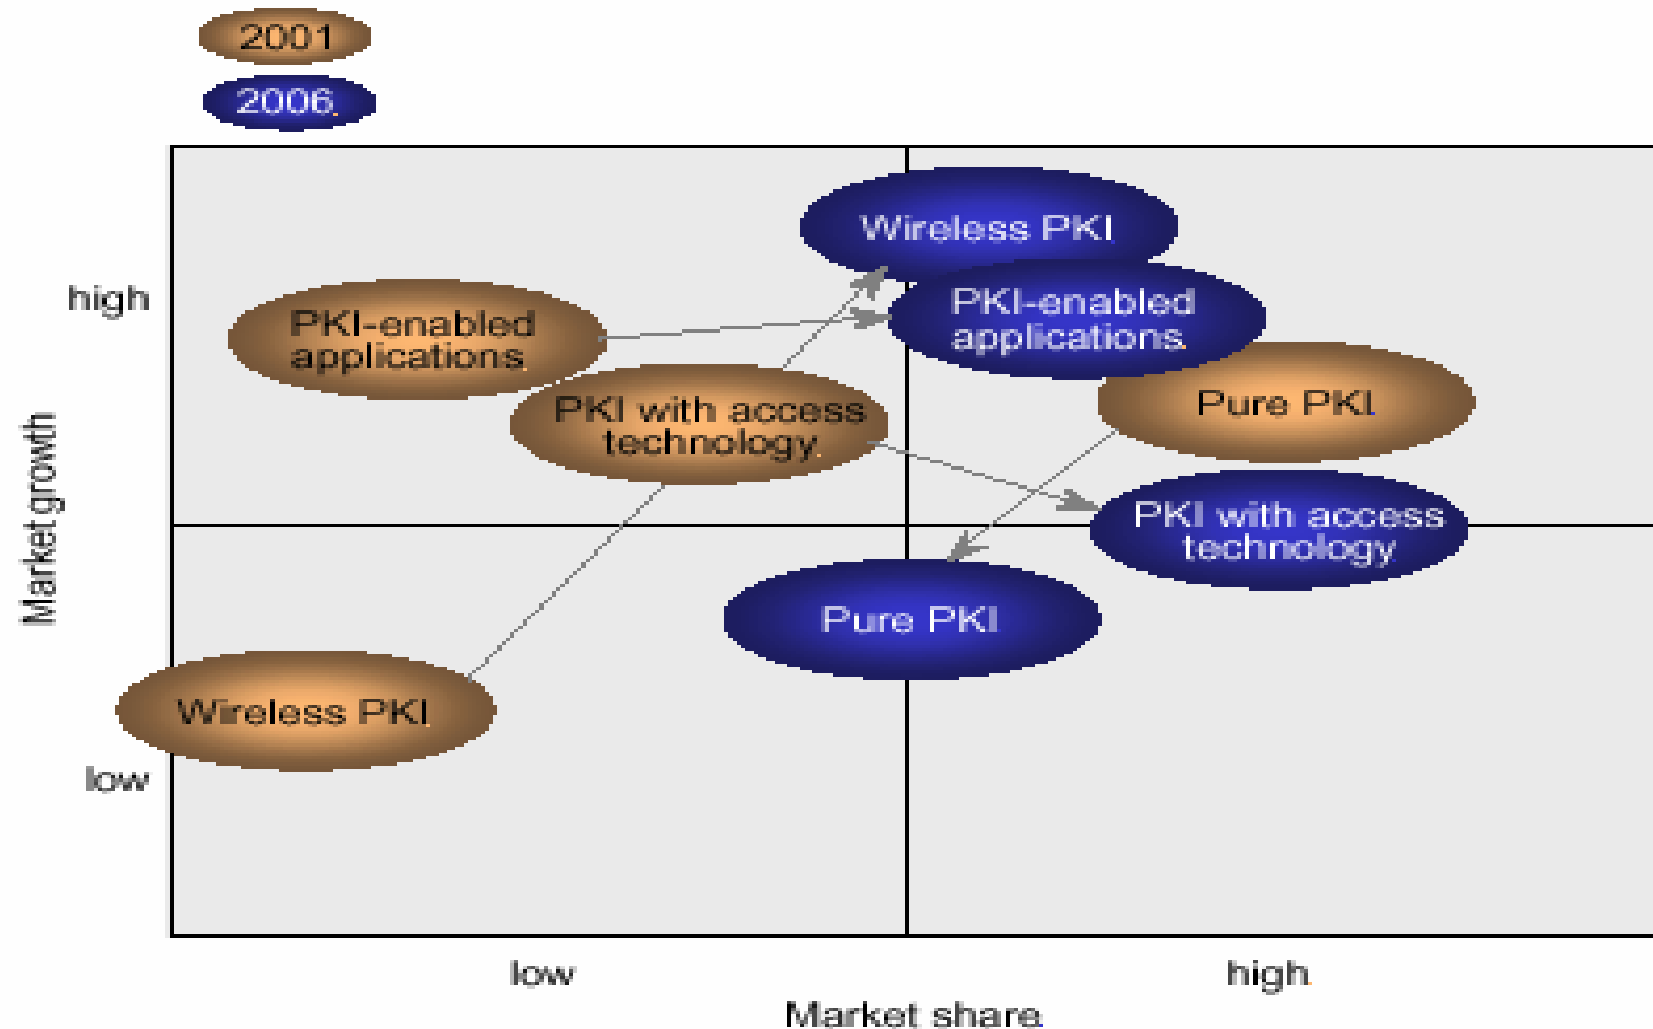 2001
2006
Wireless PKI
high
PKI-enabled
applications
PKI-enabled
applications
PKI with access
technology
Pure PKI
PKI with access
technology
Market growth
Pure PKI
Wireless PKI
low
low
high
Market share